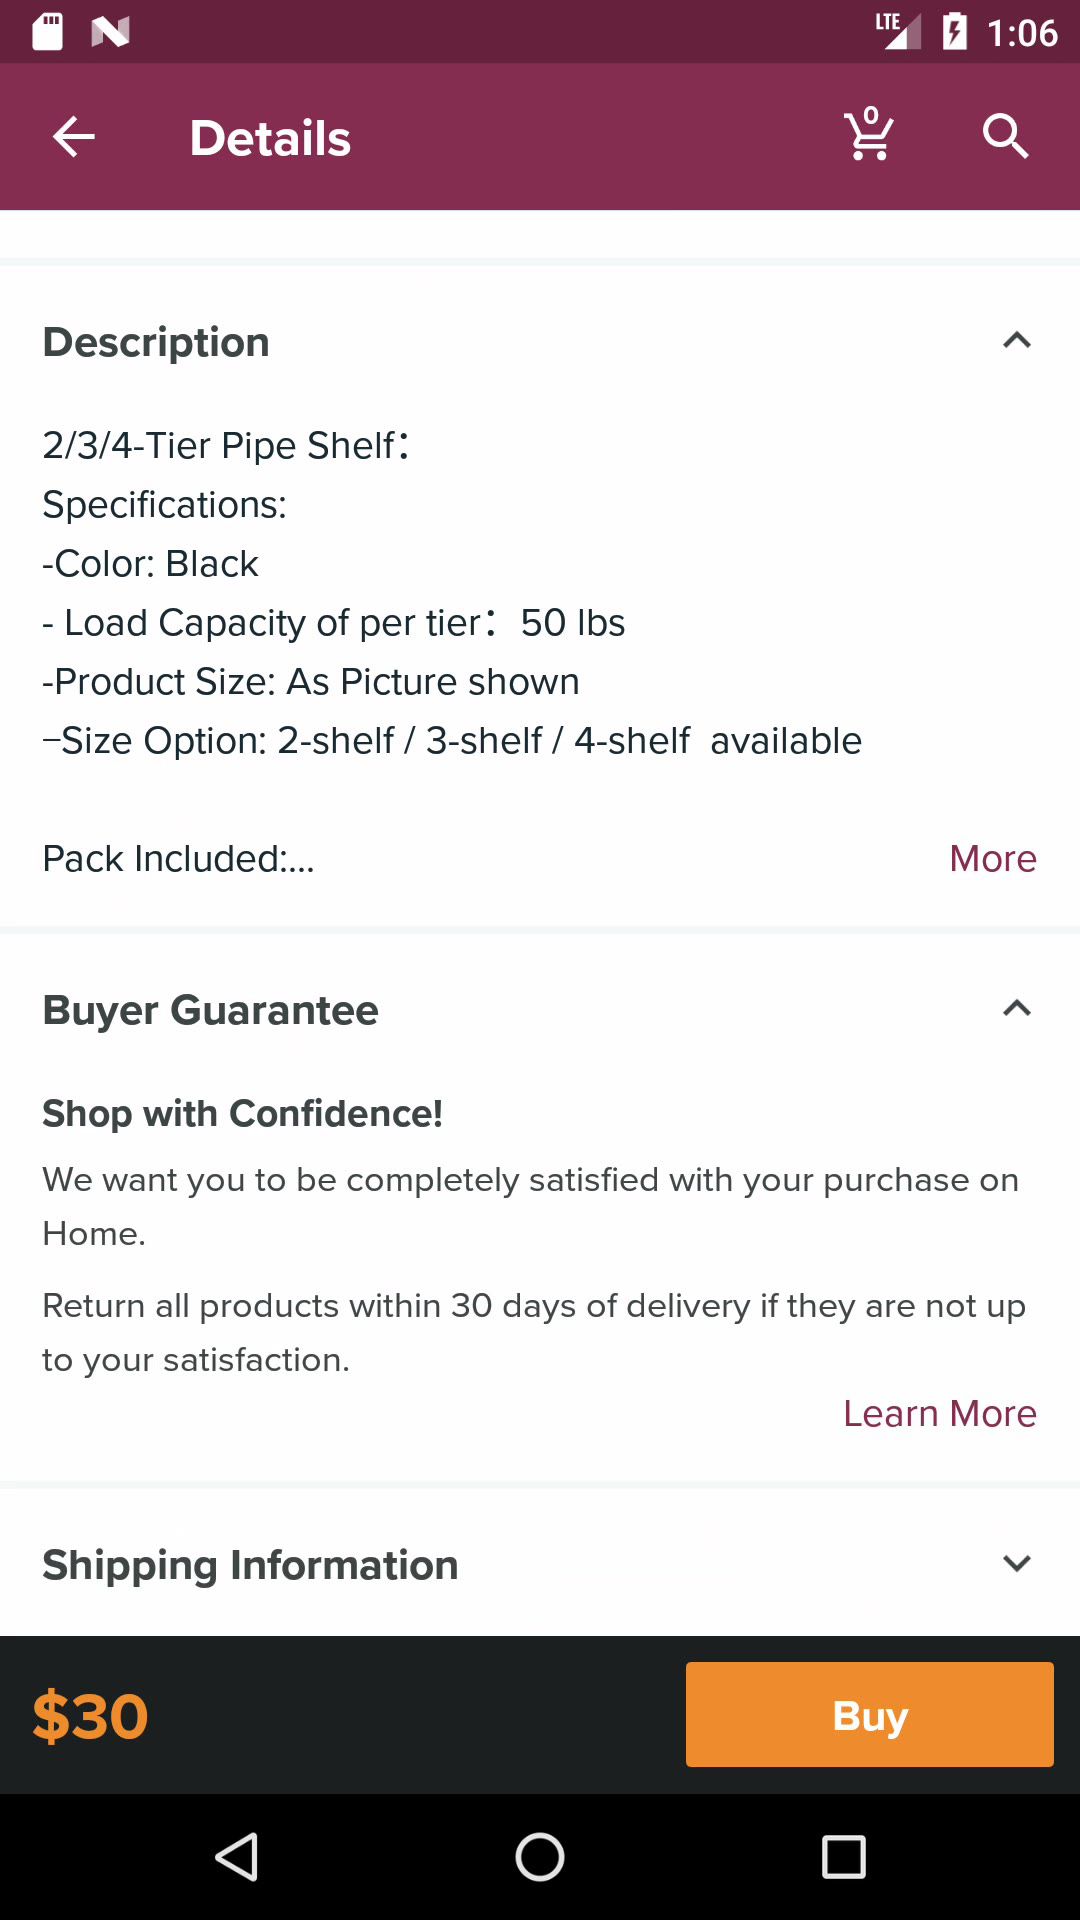 LTE 1:06
Details 0
Description
2/3/4-Tier Pipe Shelf：
Specifications:
-Color: Black
- Load Capacity of per tier： 50 lbs
-Product Size: As Picture shown
–Size Option: 2-shelf / 3-shelf / 4-shelf  available
Pack Included:... More
Buyer Guarantee
Shop with Confidence!
We want you to be completely satisfied with your purchase on
Home.
Return all products within 30 days of delivery if they are not up
to your satisfaction.
Learn More
Shipping Information
$30 Buy